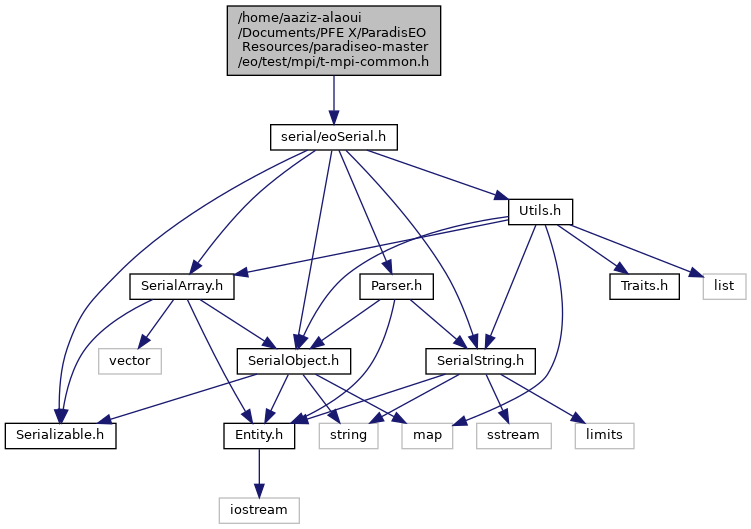 /home/aaziz-alaoui
/Documents/PFE X/ParadisEO
Resources/paradiseo-master
/eo/test/mpi/t-mpi-common.h
serial/eoSerial.h
Utils.h
SerialArray.h
Parser.h
Traits.h
list
vector
SerialObject.h
SerialString.h
Serializable.h
Entity.h
string
map
sstream
limits
iostream